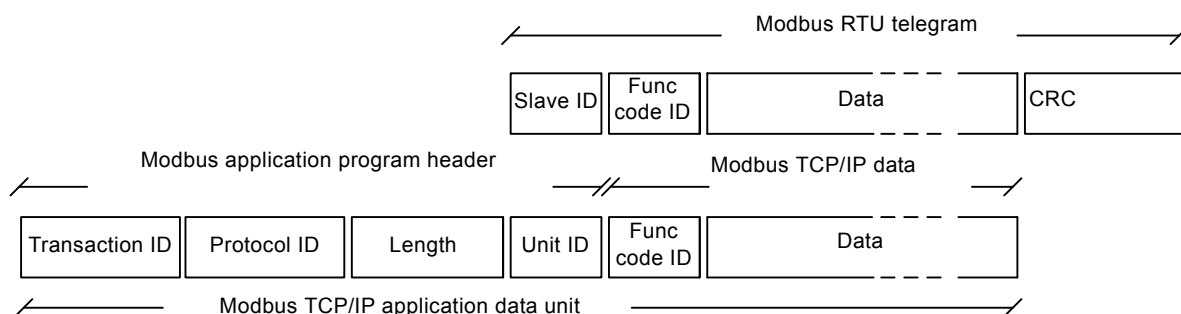 Modbus RTU telegram
Slave ID
Func
code ID
Data
CRC
Modbus application program header
Modbus TCP/IP data
Transaction ID
Protocol ID
Length
Unit ID
Func
code ID
Data
Modbus TCP/IP application data unit